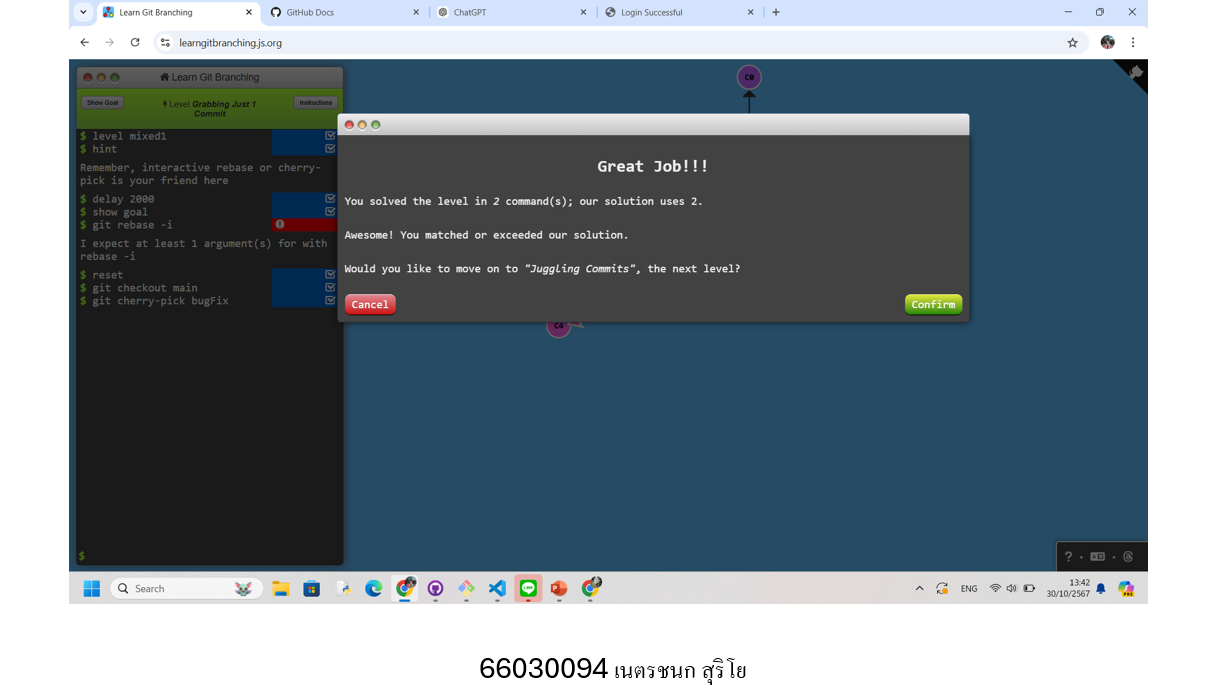 Learn Git Branching
GitHub Docs
ChatGPT
Login Successful
learngitbranching.js.org
Learn Git Branching
Show Goal
Level Grabbing Just 1 Commit
Instructions
$ level mixed1
$ hint
Remember, interactive rebase or cherry-
pick is your friend here
$ delay 2000
$ show goal
$ git rebase -i
I expect at least 1 argument(s) for with
rebase -i
$ reset
$ git checkout main
$ git cherry-pick bugFix
$
C0
Great Job!!!
You solved the level in 2 command(s); our solution uses 2.
Awesome! You matched or exceeded our solution.
Would you like to move on to "Juggling Commits", the next level?
Cancel
Confirm
C4
Search
ENG
13:42
30/10/2567
66030094 เนตรชนก สุริโย